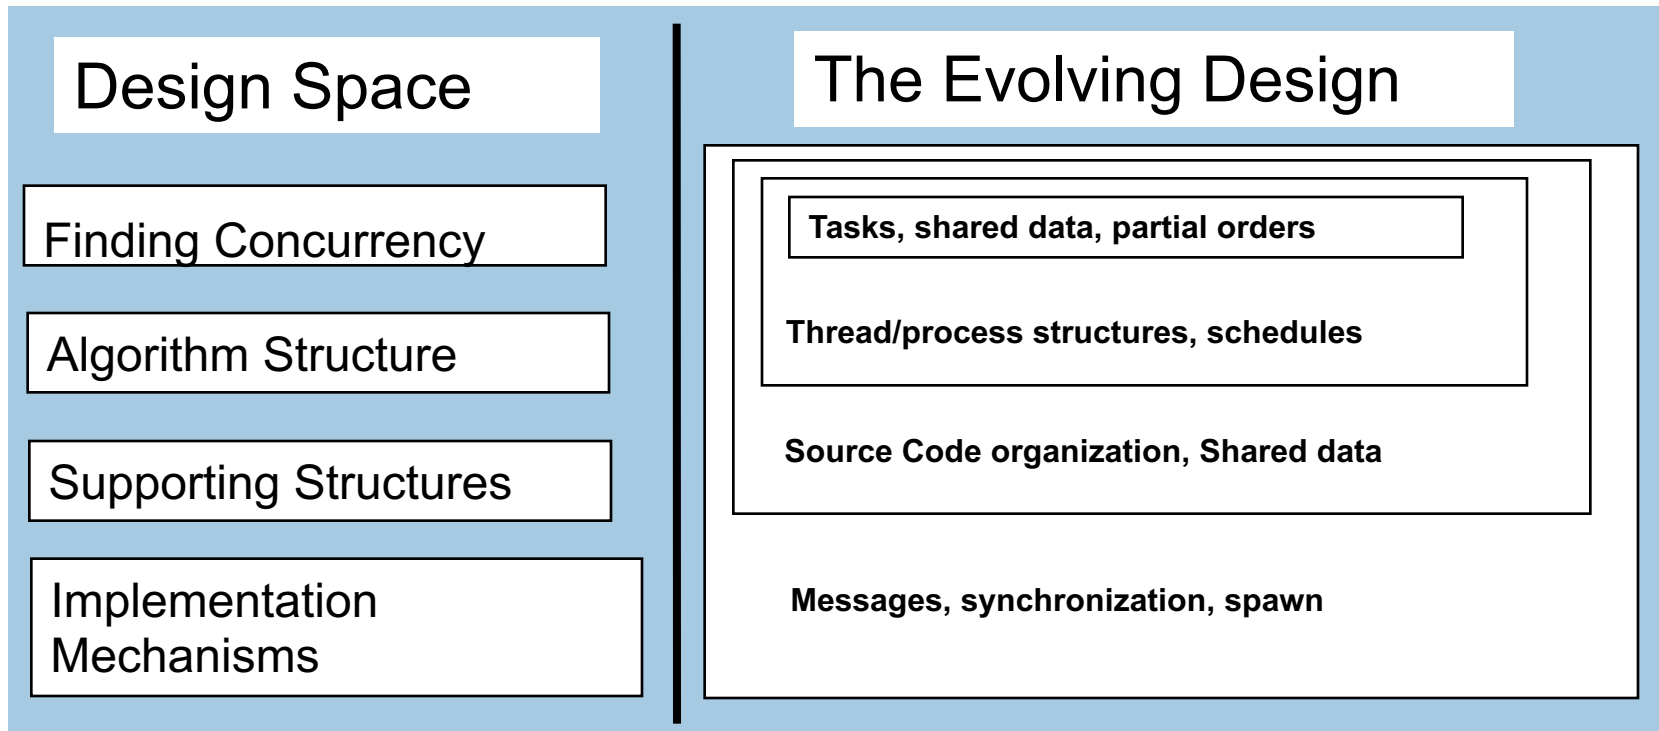 Design Space
Finding Concurrency
Algorithm Structure
Supporting Structures
Implementation
Mechanisms
The Evolving Design
Tasks, shared data, partial orders
Thread/process structures, schedules
Source Code organization, Shared data
Messages, synchronization, spawn